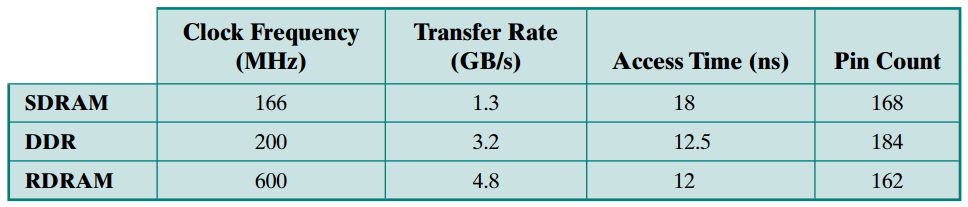 Clock Frequency Transfer Rate
(MHz) (GB/s) Access Time (ns) Pin Count
SDRAM 166 1.3 18 168
DDR 200 3.2 12.5 184
RDRAM 600 4.8 12 162